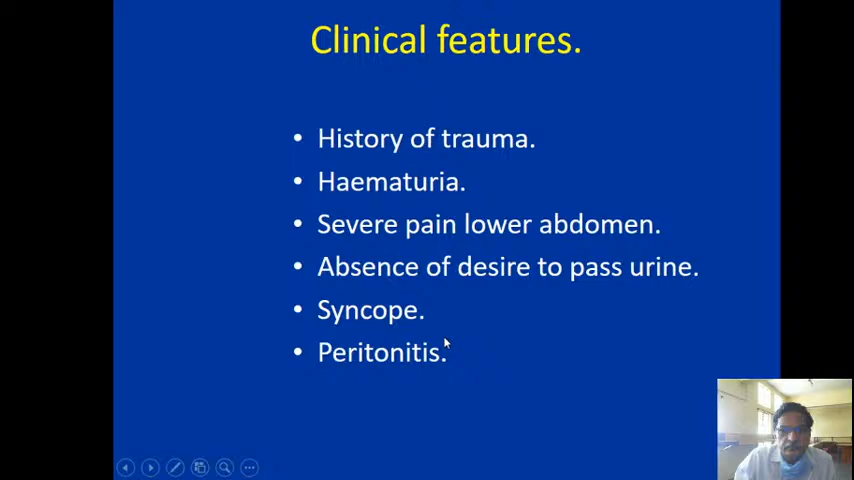 Clinical features.
• History of trauma.
• Haematuria.
• Severe pain lower abdomen.
• Absence of desire to pass urine.
• Syncope.
• Peritonitis.